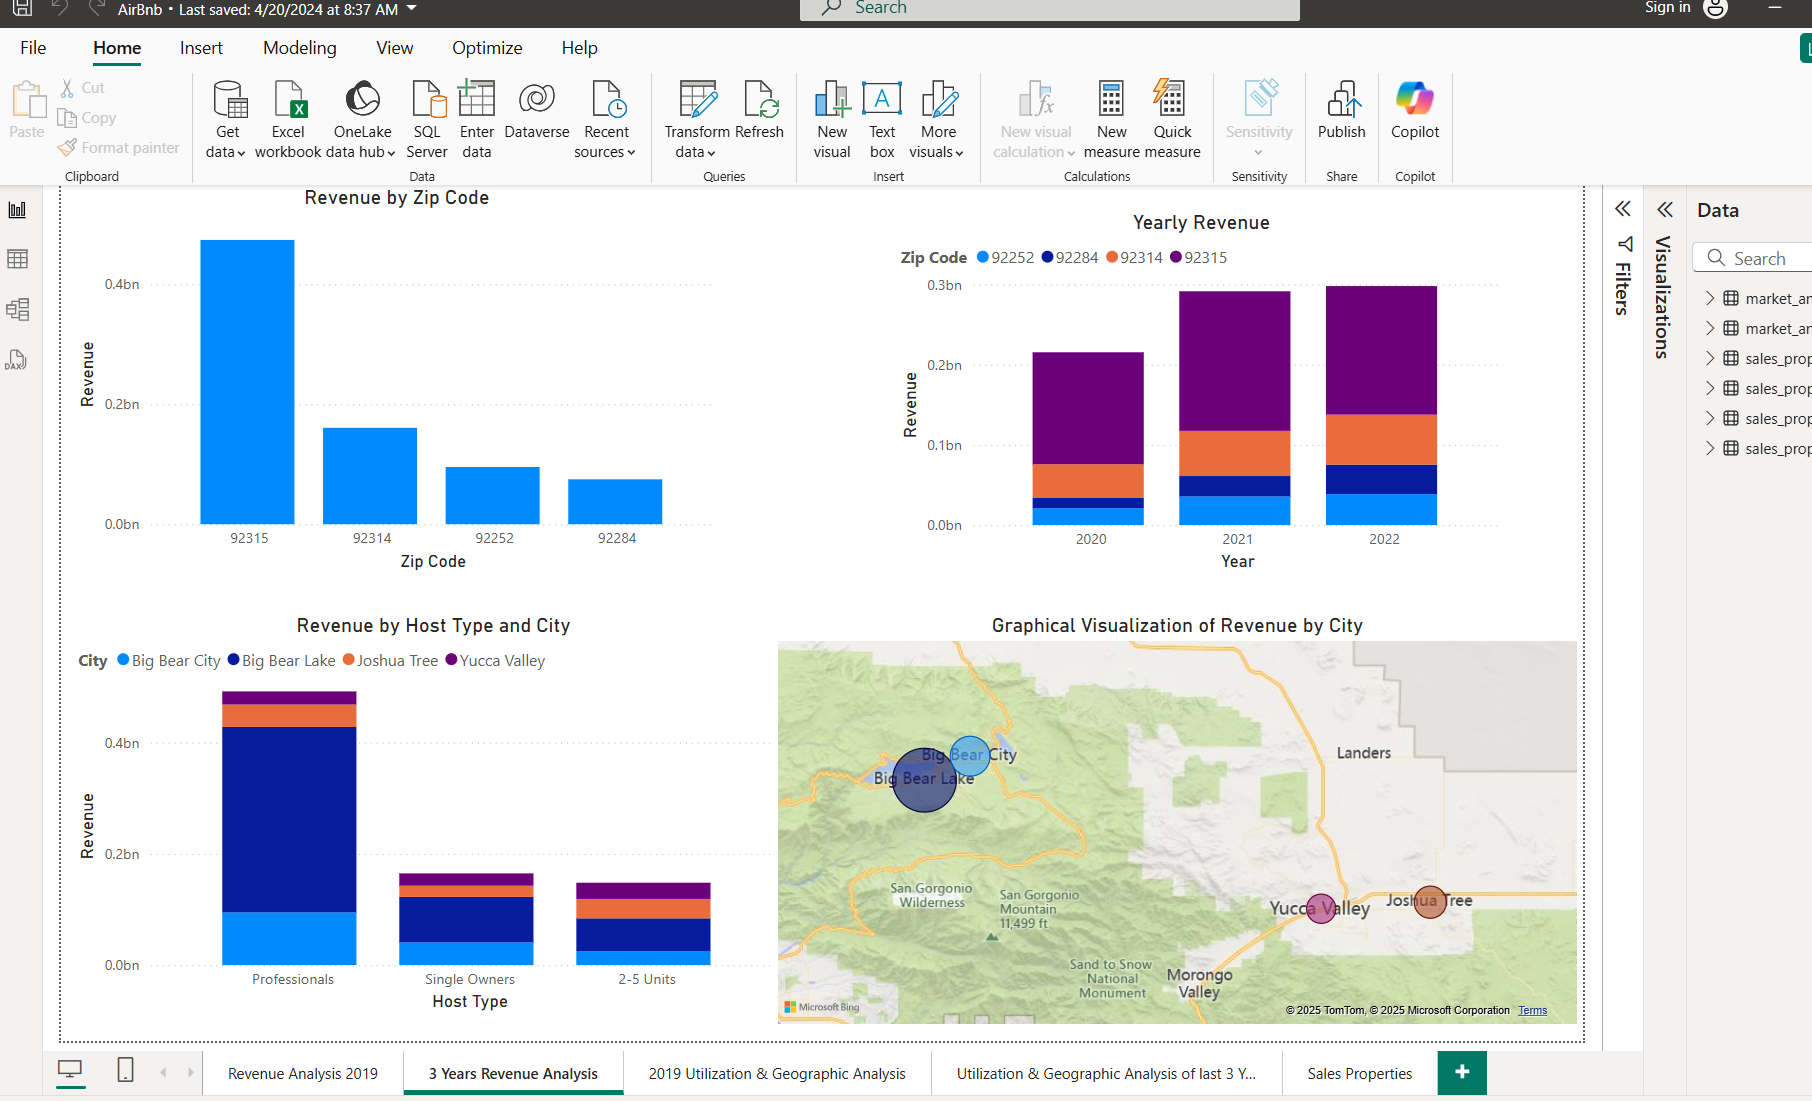 AirBnb • Last saved: 4/20/2024 at 8:37 AM
Search
Sign in
File Home Insert Modeling View Optimize Help
Paste
Cut
Copy
Format painter
Clipboard
Get data
Excel workbook
OneLake data hub
SQL Server
Enter data
Dataverse
Recent sources
Data
Transform data
Refresh
Queries
New visual
Text box
More visuals
Insert
New visual calculation
New measure
Quick measure
Calculations
Sensitivity
Sensitivity
Publish
Share
Copilot
Copilot
Revenue by Zip Code
Revenue
0.4bn
0.2bn
0.0bn
92315 92314 92252 92284
Zip Code
Yearly Revenue
Zip Code 92252 92284 92314 92315
Revenue
0.3bn
0.2bn
0.1bn
0.0bn
2020 2021 2022
Year
Revenue by Host Type and City
City Big Bear City Big Bear Lake Joshua Tree Yucca Valley
Revenue
0.4bn
0.2bn
0.0bn
Professionals Single Owners 2-5 Units
Host Type
Graphical Visualization of Revenue by City
Big Bear City
Big Bear Lake
Landers
San Gorgonio
Wilderness
San Gorgonio
Mountain
11,499 ft
Yucca Valley
Joshua Tree
Sand to Snow
National
Monument
Morongo
Valley
Microsoft Bing
© 2025 TomTom, © 2025 Microsoft Corporation Terms
Filters
Visualizations
Data
Search
market_an
market_an
sales_prop
sales_prop
sales_prop
sales_prop
DAX
Revenue Analysis 2019
3 Years Revenue Analysis
2019 Utilization & Geographic Analysis
Utilization & Geographic Analysis of last 3 Y...
Sales Properties
+